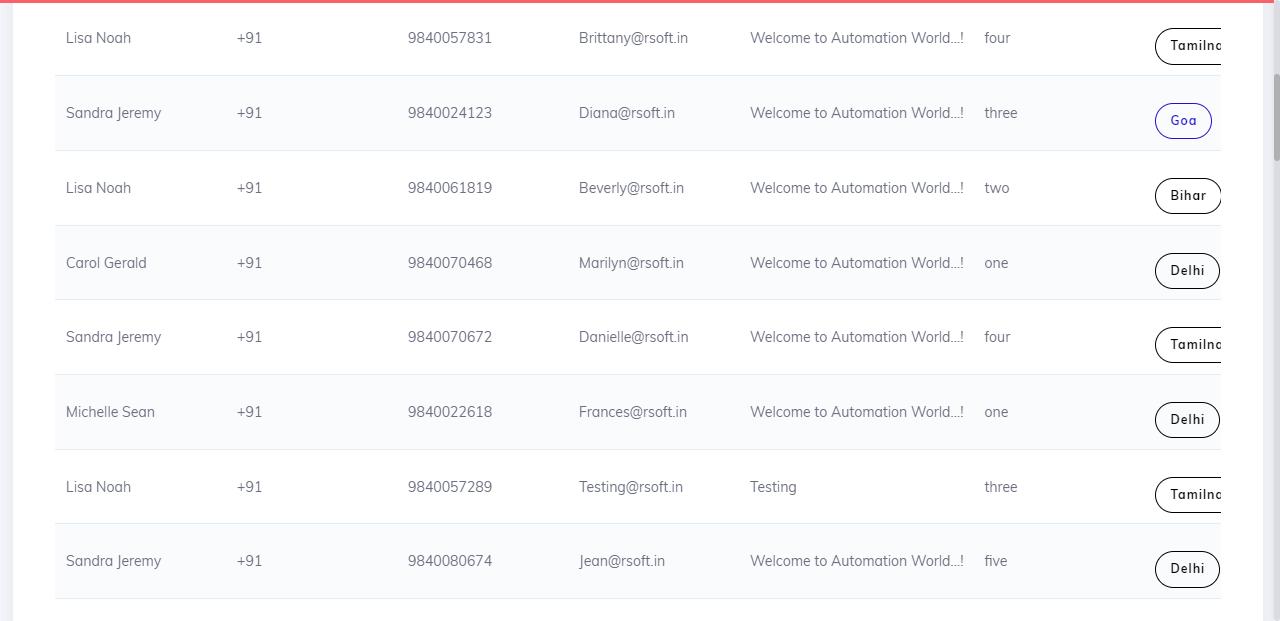 Lisa Noah +91 9840057831 Brittany@rsoft.in Welcome to Automation World...! four Tamilna
Sandra Jeremy +91 9840024123 Diana@rsoft.in Welcome to Automation World...! three Goa
Lisa Noah +91 9840061819 Beverly@rsoft.in Welcome to Automation World...! two Bihar
Carol Gerald +91 9840070468 Marilyn@rsoft.in Welcome to Automation World...! one Delhi
Sandra Jeremy +91 9840070672 Danielle@rsoft.in Welcome to Automation World...! four Tamilna
Michelle Sean +91 9840022618 Frances@rsoft.in Welcome to Automation World...! one Delhi
Lisa Noah +91 9840057289 Testing@rsoft.in Testing three Tamilna
Sandra Jeremy +91 9840080674 Jean@rsoft.in Welcome to Automation World...! five Delhi